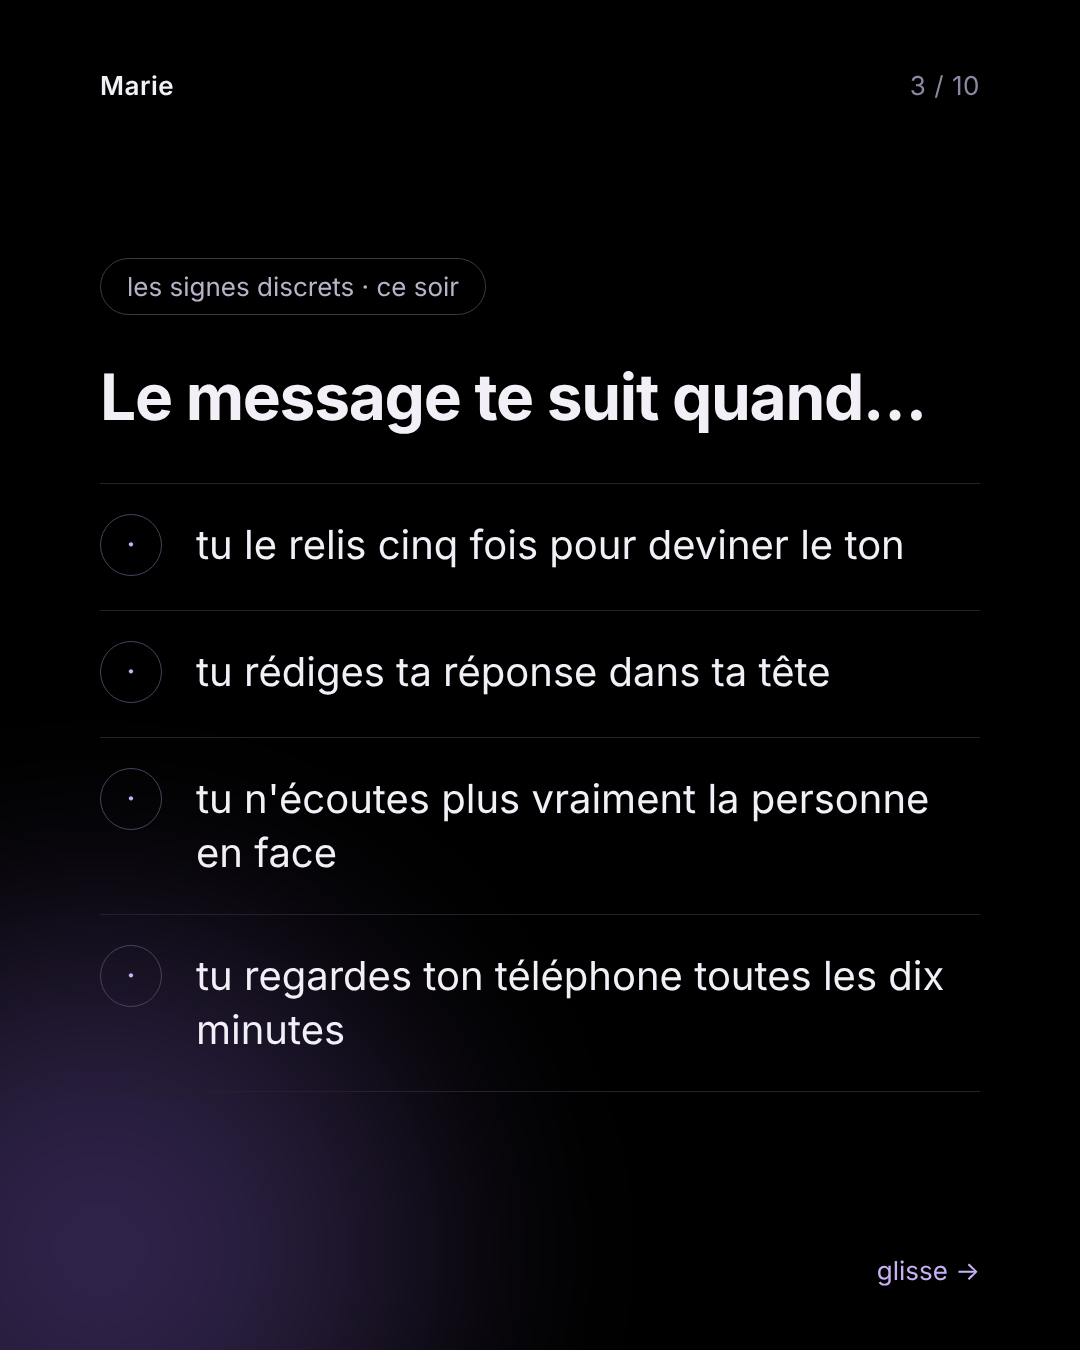 Marie
3 / 10
les signes discrets · ce soir
Le message te suit quand…
tu le relis cinq fois pour deviner le ton
tu rédiges ta réponse dans ta tête
tu n'écoutes plus vraiment la personne
en face
tu regardes ton téléphone toutes les dix
minutes
glisse →